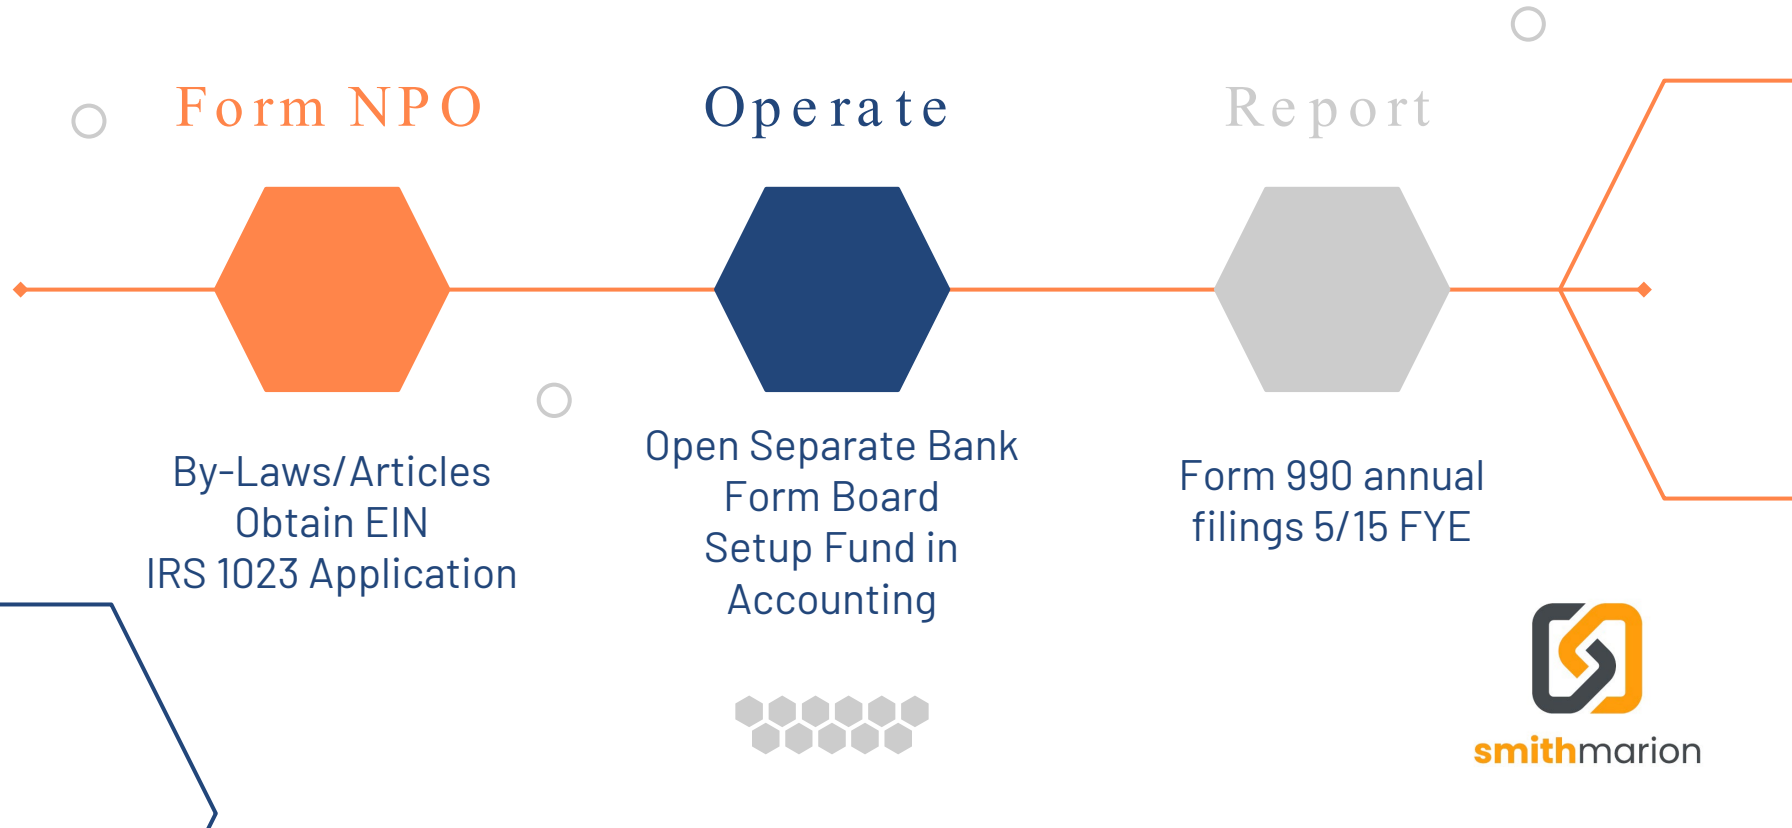 Form NPO
Operate
Report
By-Laws/Articles
Obtain EIN
IRS 1023 Application
Open Separate Bank
Form Board
Setup Fund in
Accounting
Form 990 annual
filings 5/15 FYE
smithmarion